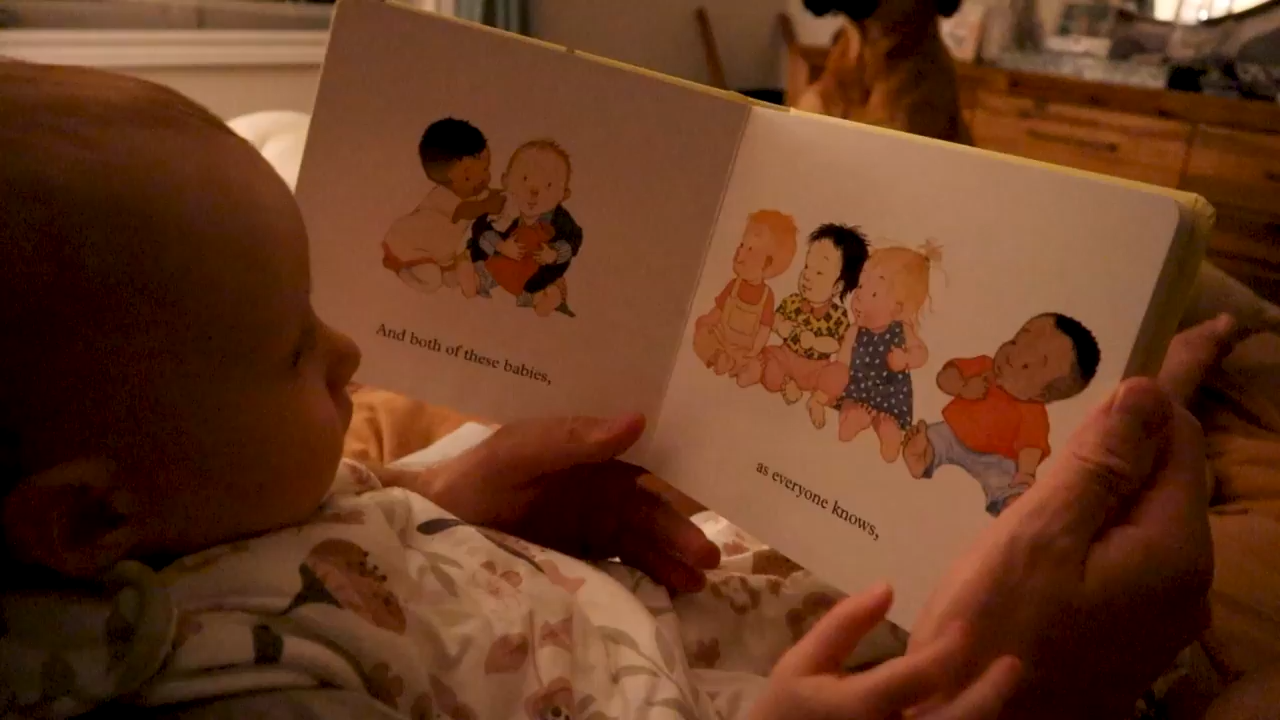 And both of these babies,
as everyone knows,